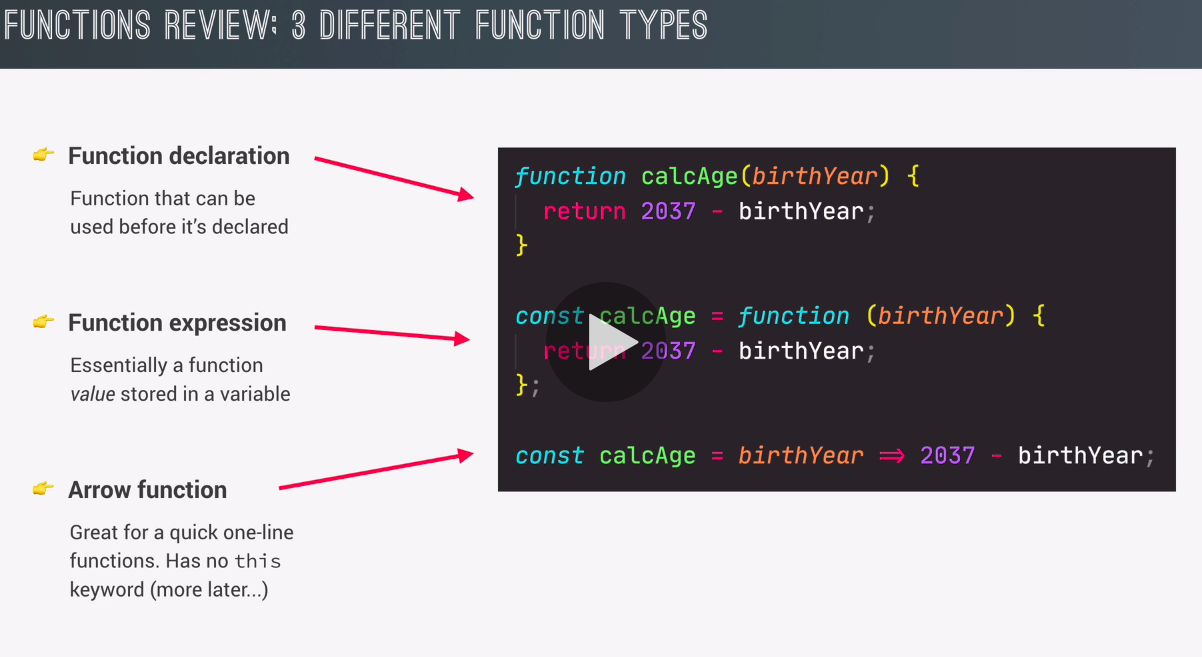 FUNCTIONS REVIEW: 3 DIFFERENT FUNCTION TYPES
👉 Function declaration
Function that can be
used before it’s declared
👉 Function expression
Essentially a function
value stored in a variable
👉 Arrow function
Great for a quick one-line
functions. Has no this
keyword (more later...)
function calcAge(birthYear) {
  return 2037 - birthYear;
}
const calcAge = function (birthYear) {
  return 2037 - birthYear;
};
const calcAge = birthYear => 2037 - birthYear;